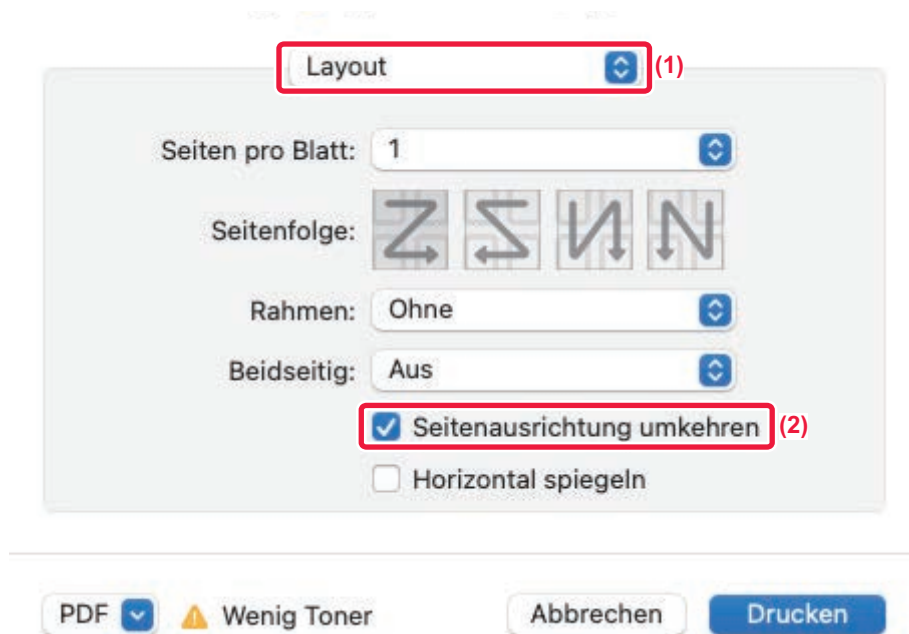 Layout (1)
Seiten pro Blatt: 1
Seitenfolge:
Rahmen: Ohne
Beidseitig: Aus
Seitenausrichtung umkehren (2)
Horizontal spiegeln
PDF Wenig Toner Abbrechen Drucken